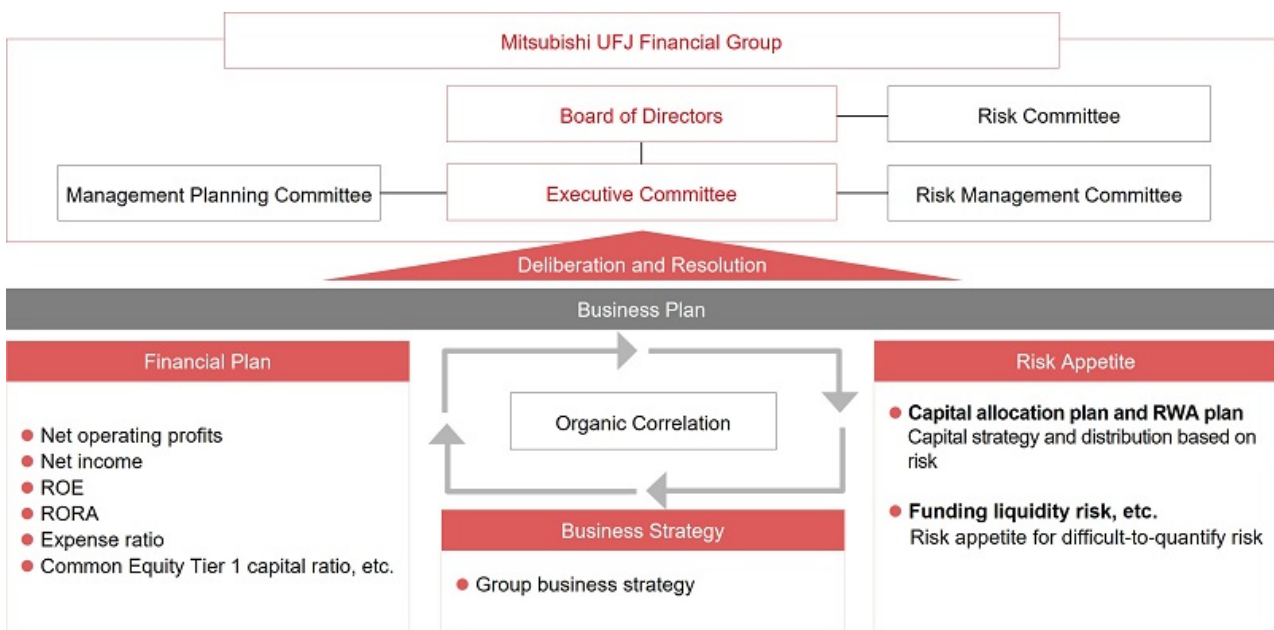 Mitsubishi UFJ Financial Group
Board of Directors
Risk Committee
Management Planning Committee
Executive Committee
Risk Management Committee
Deliberation and Resolution
Business Plan
Financial Plan
Net operating profits
Net income
ROE
RORA
Expense ratio
Common Equity Tier 1 capital ratio, etc.
Organic Correlation
Business Strategy
Group business strategy
Risk Appetite
Capital allocation plan and RWA plan
Capital strategy and distribution based on
risk
Funding liquidity risk, etc.
Risk appetite for difficult-to-quantify risk